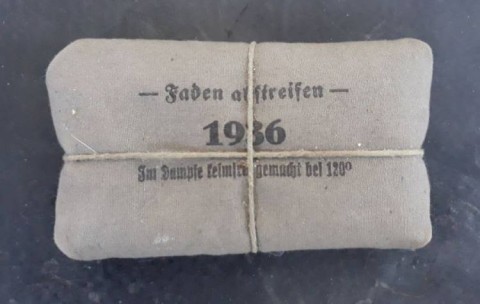 — Faden abstreifen —
1936
Im Dampfe keimfrei gemacht bei 120°